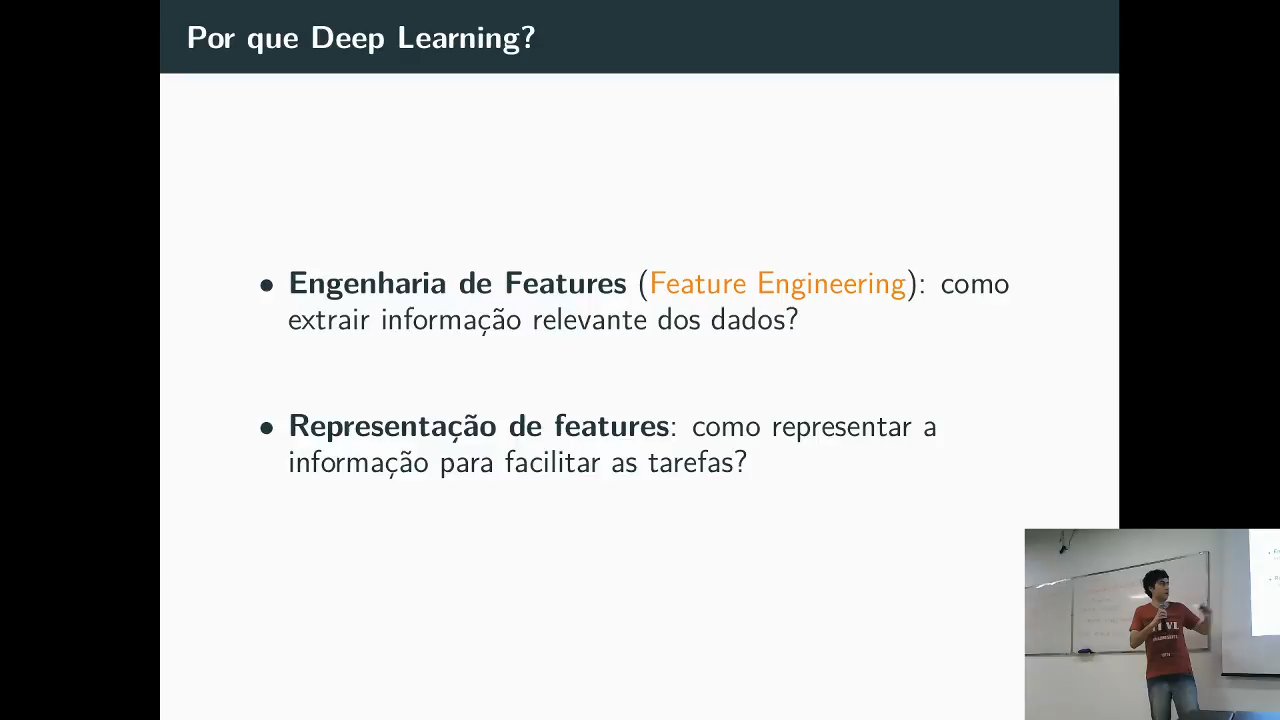 Por que Deep Learning?
• Engenharia de Features (Feature Engineering): como
extrair informação relevante dos dados?
• Representação de features: como representar a
informação para facilitar as tarefas?